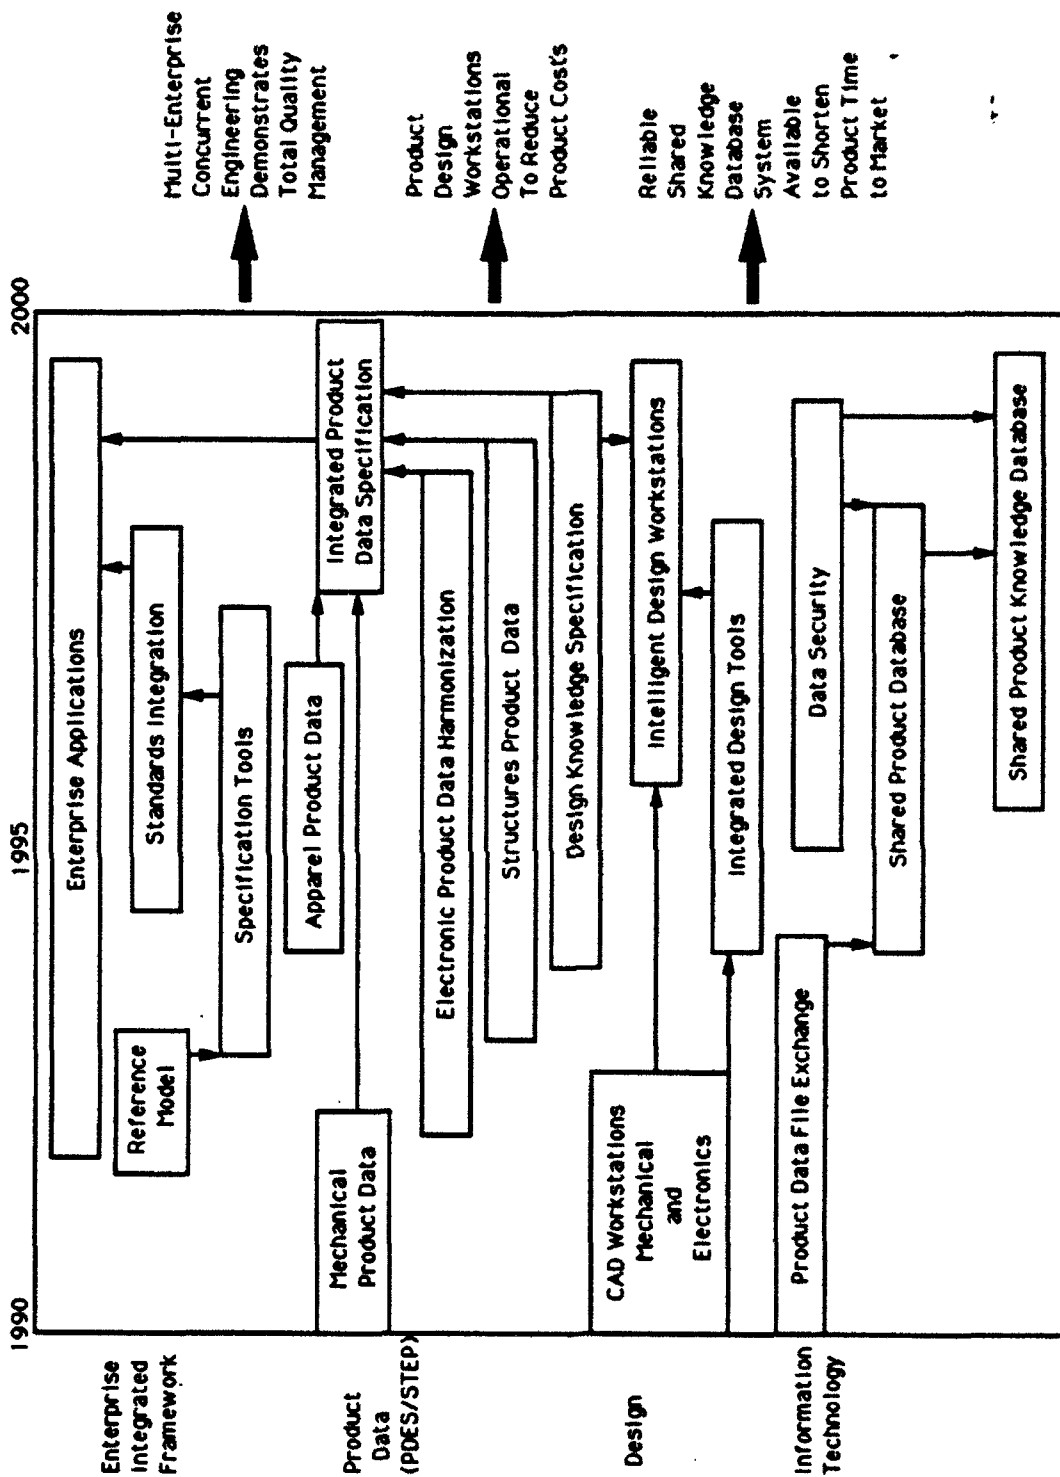 1990
1995
2000
Enterprise
Integrated
Framework
Enterprise Applications
Reference
Model
Standards Integration
Specification Tools
Multi-Enterprise
Concurrent
Engineering
Demonstrates
Total Quality
Management
Product
Data
(PDES/STEP)
Mechanical
Product Data
Apparel Product Data
Integrated Product
Data Specification
Electronic Product Data Harmonization
Structures Product Data
Design Knowledge Specification
Product
Design
Workstations
Operational
To Reduce
Product Cost's
Design
CAD Workstations
Mechanical
and
Electronics
Intelligent Design Workstations
Integrated Design Tools
Reliable
Shared
Knowledge
Database
System
Available
to Shorten
Product Time
to Market
Information
Technology
Product Data File Exchange
Data Security
Shared Product Database
Shared Product Knowledge Database